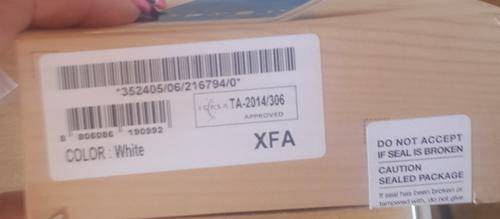 *352405/06/216794/0*
ICASA TA-2014/306
APPROVED
8 806086 190992
COLOR : White
XFA
DO NOT ACCEPT
IF SEAL IS BROKEN
CAUTION
SEALED PACKAGE
If seal has been broken or
tampered with, do not give